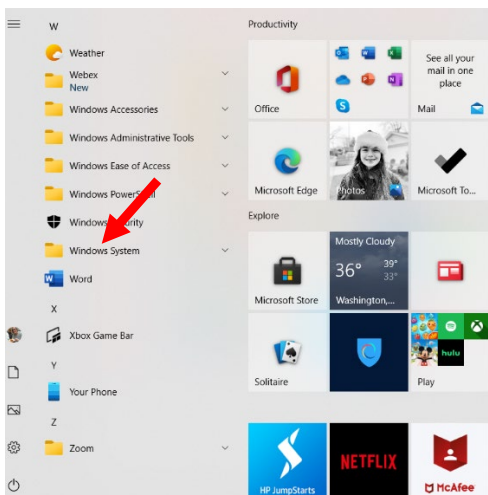 W
Weather
Webex
New
Windows Accessories
Windows Administrative Tools
Windows Ease of Access
Windows PowerShell
Windows Security
Windows System
Word
X
Xbox Game Bar
Y
Your Phone
Z
Zoom
Productivity
Office
See all your
mail in one
place
Mail
Microsoft Edge
Photos
Microsoft To...
Explore
Microsoft Store
Mostly Cloudy
36° 39°
33°
Washington,...
Solitaire
hulu
Play
HP JumpStarts
NETFLIX
McAfee